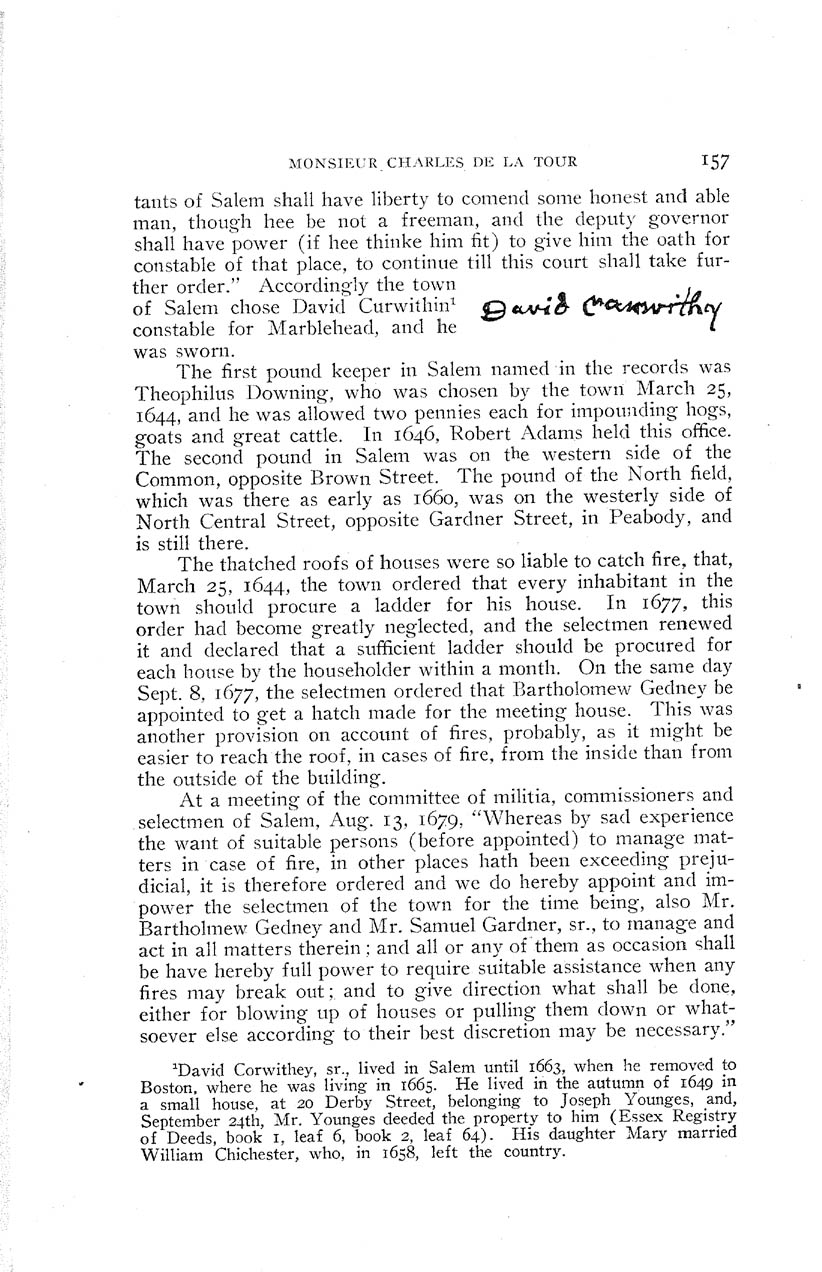 MONSIEUR CHARLES DE LA TOUR 157
tants of Salem shall have liberty to comend some honest and able
man, though hee be not a freeman, and the deputy governor
shall have power (if hee thinke him fit) to give him the oath for
constable of that place, to continue till this court shall take fur-
ther order." Accordingly the town
of Salem chose David Curwithin¹
constable for Marblehead, and he
was sworn.
David
The first pound keeper in Salem named in the records was
Theophilus Downing, who was chosen by the town March 25,
1644, and he was allowed two pennies each for impounding hogs,
goats and great cattle. In 1646, Robert Adams held this office.
The second pound in Salem was on the western side of the
Common, opposite Brown Street. The pound of the North field,
which was there as early as 1660, was on the westerly side of
North Central Street, opposite Gardner Street, in Peabody, and
is still there.
The thatched roofs of houses were so liable to catch fire, that,
March 25, 1644, the town ordered that every inhabitant in the
town should procure a ladder for his house. In 1677, this
order had become greatly neglected, and the selectmen renewed
it and declared that a sufficient ladder should be procured for
each house by the householder within a month. On the same day
Sept. 8, 1677, the selectmen ordered that Bartholomew Gedney be
appointed to get a hatch made for the meeting house. This was
another provision on account of fires, probably, as it might be
easier to reach the roof, in cases of fire, from the inside than from
the outside of the building.
At a meeting of the committee of militia, commissioners and
selectmen of Salem, Aug. 13, 1679, "Whereas by sad experience
the want of suitable persons (before appointed) to manage mat-
ters in case of fire, in other places hath been exceeding preju-
dicial, it is therefore ordered and we do hereby appoint and im-
power the selectmen of the town for the time being, also Mr.
Bartholmew Gedney and Mr. Samuel Gardner, sr., to manage and
act in all matters therein; and all or any of them as occasion shall
be have hereby full power to require suitable assistance when any
fires may break out; and to give direction what shall be done,
either for blowing up of houses or pulling them down or what-
soever else according to their best discretion may be necessary."
¹David Corwithey, sr., lived in Salem until 1663, when he removed to
Boston, where he was living in 1665. He lived in the autumn of 1649 in
a small house, at 20 Derby Street, belonging to Joseph Younges, and,
September 24th, Mr. Younges deeded the property to him (Essex Registry
of Deeds, book 1, leaf 6, book 2, leaf 64). His daughter Mary married
William Chichester, who, in 1658, left the country.